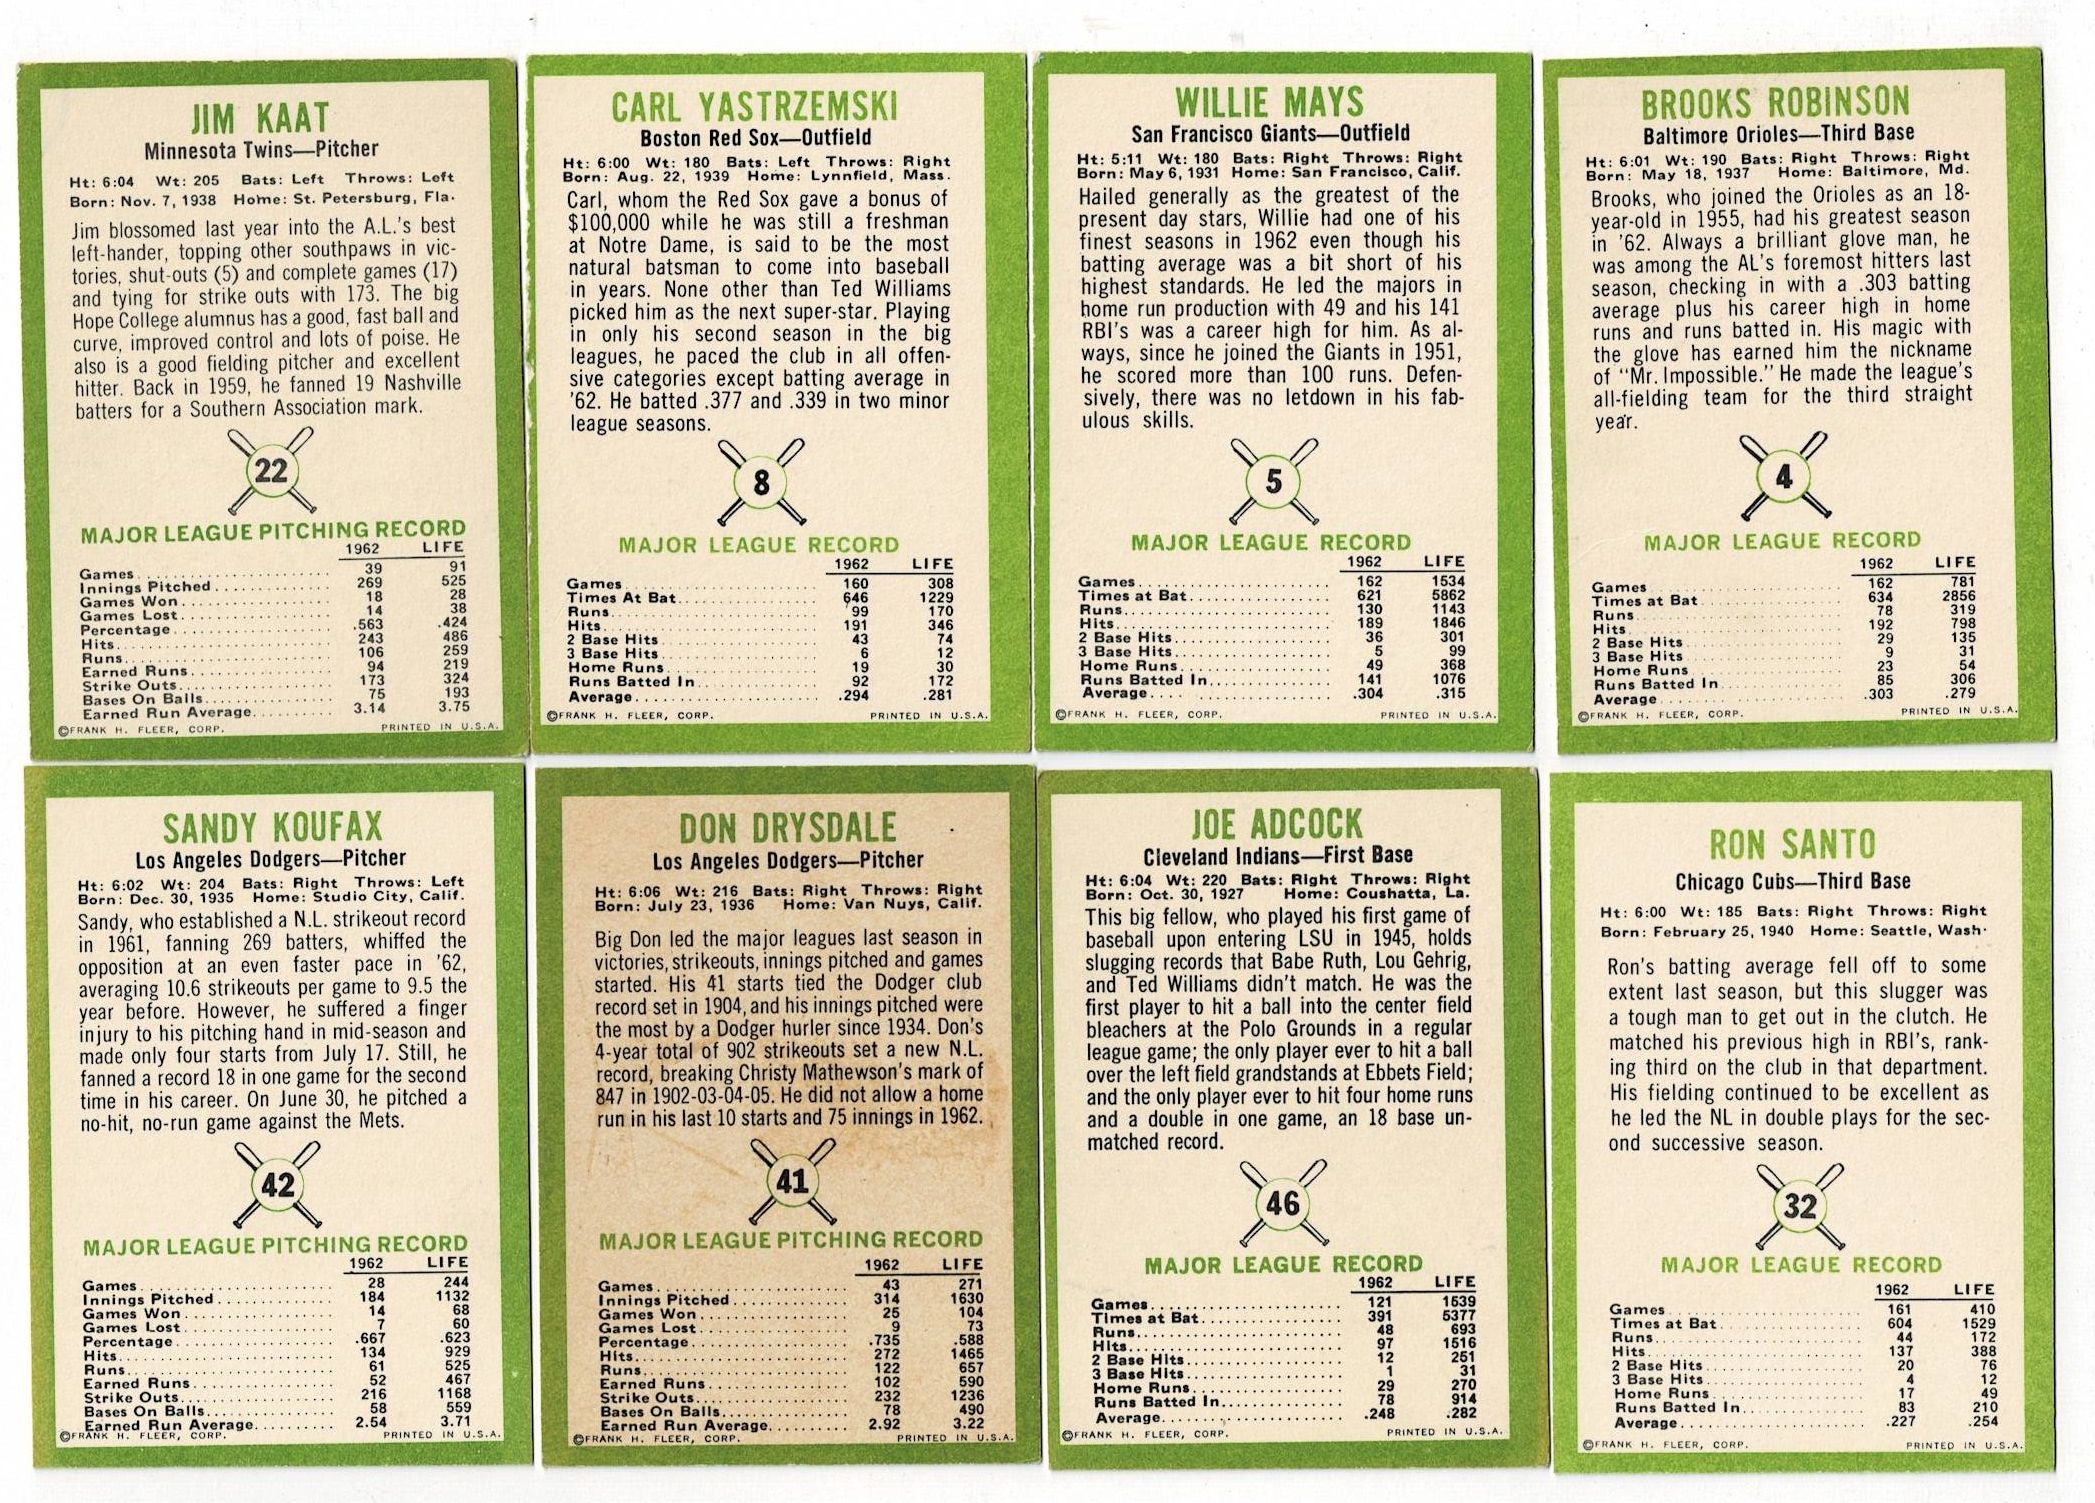 JIM KAAT
Minnesota Twins—Pitcher
Ht: 6:04 Wt: 205 Bats: Left Throws: Left
Born: Nov. 7, 1938 Home: St. Petersburg, Fla.
Jim blossomed last year into the A.L.'s best
left-hander, topping other southpaws in vic-
tories, shut-outs (5) and complete games (17)
and tying for strike outs with 173. The big
Hope College alumnus has a good, fast ball and
curve, improved control and lots of poise. He
also is a good fielding pitcher and excellent
hitter. Back in 1959, he fanned 19 Nashville
batters for a Southern Association mark.
22
MAJOR LEAGUE PITCHING RECORD
1962 LIFE
Games 39 91
Innings Pitched 269 525
Games Won 18 28
Games Lost 14 38
Percentage .563 .424
Hits 243 486
Runs 106 259
Earned Runs 94 219
Strike Outs 173 324
Bases On Balls 75 193
Earned Run Average 3.14 3.75
©FRANK H. FLEER, CORP. PRINTED IN U.S.A.
CARL YASTRZEMSKI
Boston Red Sox—Outfield
Ht: 6:00 Wt: 180 Bats: Left Throws: Right
Born: Aug. 22, 1939 Home: Lynnfield, Mass.
Carl, whom the Red Sox gave a bonus of
$100,000 while he was still a freshman
at Notre Dame, is said to be the most
natural batsman to come into baseball
in years. None other than Ted Williams
picked him as the next super-star. Playing
in only his second season in the big
leagues, he paced the club in all offen-
sive categories except batting average in
'62. He batted .377 and .339 in two minor
league seasons.
8
MAJOR LEAGUE RECORD
1962 LIFE
Games 160 308
Times At Bat 646 1229
Runs 99 170
Hits 191 346
2 Base Hits 43 74
3 Base Hits 6 12
Home Runs 19 30
Runs Batted In 92 172
Average .294 .281
©FRANK H. FLEER, CORP. PRINTED IN U.S.A.
WILLIE MAYS
San Francisco Giants—Outfield
Ht: 5:11 Wt: 180 Bats: Right Throws: Right
Born: May 6, 1931 Home: San Francisco, Calif.
Hailed generally as the greatest of the
present day stars, Willie had one of his
finest seasons in 1962 even though his
batting average was a bit short of his
highest standards. He led the majors in
home run production with 49 and his 141
RBI's was a career high for him. As al-
ways, since he joined the Giants in 1951,
he scored more than 100 runs. Defen-
sively, there was no letdown in his fab-
ulous skills.
5
MAJOR LEAGUE RECORD
1962 LIFE
Games 162 1534
Times at Bat 621 5862
Runs 130 1143
Hits 189 1846
2 Base Hits 36 301
3 Base Hits 5 99
Home Runs 49 368
Runs Batted In 141 1076
Average .304 .315
©FRANK H. FLEER, CORP. PRINTED IN U.S.A.
BROOKS ROBINSON
Baltimore Orioles—Third Base
Ht: 6:01 Wt: 190 Bats: Right Throws: Right
Born: May 18, 1937 Home: Baltimore, Md.
Brooks, who joined the Orioles as an 18-
year-old in 1955, had his greatest season
in '62. Always a brilliant glove man, he
was among the AL's foremost hitters last
season, checking in with a .303 batting
average plus his career high in home
runs and runs batted in. His magic with
the glove has earned him the nickname
of "Mr. Impossible." He made the league's
all-fielding team for the third straight
year.
4
MAJOR LEAGUE RECORD
1962 LIFE
Games 162 781
Times at Bat 634 2856
Runs 78 319
Hits 192 798
2 Base Hits 29 135
3 Base Hits 9 31
Home Runs 23 54
Runs Batted In 85 306
Average .303 .279
©FRANK H. FLEER, CORP. PRINTED IN U.S.A.
SANDY KOUFAX
Los Angeles Dodgers—Pitcher
Ht: 6:02 Wt: 204 Bats: Right Throws: Left
Born: Dec. 30, 1935 Home: Studio City, Calif.
Sandy, who established a N.L. strikeout record
in 1961, fanning 269 batters, whiffed the
opposition at an even faster pace in '62,
averaging 10.6 strikeouts per game to 9.5 the
year before. However, he suffered a finger
injury to his pitching hand in mid-season and
made only four starts from July 17. Still, he
fanned a record 18 in one game for the second
time in his career. On June 30, he pitched a
no-hit, no-run game against the Mets.
42
MAJOR LEAGUE PITCHING RECORD
1962 LIFE
Games 28 244
Innings Pitched 184 1132
Games Won 14 68
Games Lost 7 60
Percentage .667 .623
Hits 134 929
Runs 61 525
Earned Runs 52 467
Strike Outs 216 1168
Bases On Balls 58 559
Earned Run Average 2.54 3.71
©FRANK H. FLEER, CORP. PRINTED IN U.S.A.
DON DRYSDALE
Los Angeles Dodgers—Pitcher
Ht: 6:06 Wt: 216 Bats: Right Throws: Right
Born: July 23, 1936 Home: Van Nuys, Calif.
Big Don led the major leagues last season in
victories, strikeouts, innings pitched and games
started. His 41 starts tied the Dodger club
record set in 1904, and his innings pitched were
the most by a Dodger hurler since 1934. Don's
4-year total of 902 strikeouts set a new N.L.
record, breaking Christy Mathewson's mark of
847 in 1902-03-04-05. He did not allow a home
run in his last 10 starts and 75 innings in 1962.
41
MAJOR LEAGUE PITCHING RECORD
1962 LIFE
Games 43 271
Innings Pitched 314 1630
Games Won 25 104
Games Lost 9 73
Percentage .735 .588
Hits 272 1465
Runs 122 657
Earned Runs 102 590
Strike Outs 232 1236
Bases On Balls 78 490
Earned Run Average 2.92 3.22
©FRANK H. FLEER, CORP. PRINTED IN U.S.A.
JOE ADCOCK
Cleveland Indians—First Base
Ht: 6:04 Wt: 220 Bats: Right Throws: Right
Born: Oct. 30, 1927 Home: Coushatta, La.
This big fellow, who played his first game of
baseball upon entering LSU in 1945, holds
slugging records that Babe Ruth, Lou Gehrig,
and Ted Williams didn't match. He was the
first player to hit a ball into the center field
bleachers at the Polo Grounds in a regular
league game; the only player ever to hit a ball
over the left field grandstands at Ebbets Field;
and the only player ever to hit four home runs
and a double in one game, an 18 base un-
matched record.
46
MAJOR LEAGUE RECORD
1962 LIFE
Games 121 1539
Times at Bat 391 5377
Runs 48 693
Hits 97 1516
2 Base Hits 12 251
3 Base Hits 1 31
Home Runs 29 270
Runs Batted In 78 914
Average .248 .282
©FRANK H. FLEER, CORP. PRINTED IN U.S.A.
RON SANTO
Chicago Cubs—Third Base
Ht: 6:00 Wt: 185 Bats: Right Throws: Right
Born: February 25, 1940 Home: Seattle, Wash.
Ron's batting average fell off to some
extent last season, but this slugger was
a tough man to get out in the clutch. He
matched his previous high in RBI's, rank-
ing third on the club in that department.
His fielding continued to be excellent as
he led the NL in double plays for the sec-
ond successive season.
32
MAJOR LEAGUE RECORD
1962 LIFE
Games 161 410
Times at Bat 604 1529
Runs 44 172
Hits 137 388
2 Base Hits 20 76
3 Base Hits 4 12
Home Runs 17 49
Runs Batted In 83 210
Average .227 .254
©FRANK H. FLEER, CORP. PRINTED IN U.S.A.